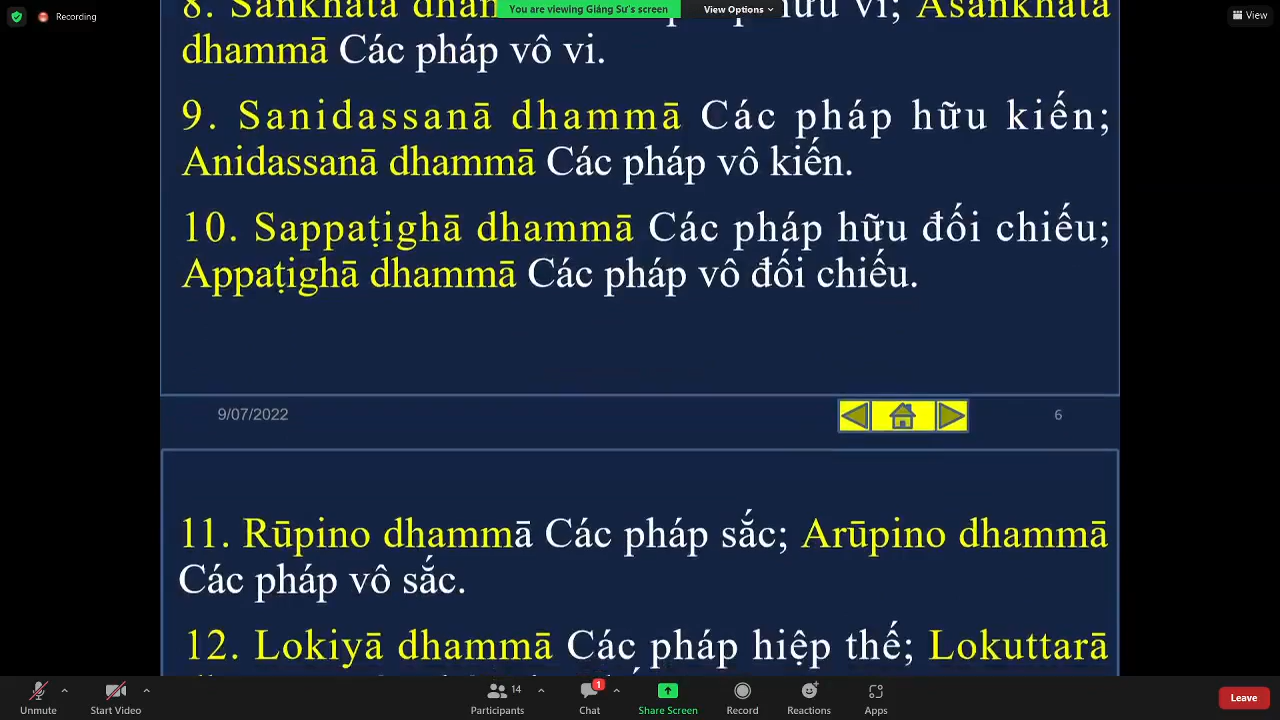 You are viewing Giảng Sư's screen
View Options
View
Recording
8. Saṅkhatā
Asaṅkhatā
dhammā Các pháp vô vi.
9. Sanidassanā dhammā Các pháp hữu kiến;
Anidassanā dhammā Các pháp vô kiến.
10. Sappaṭighā dhammā Các pháp hữu đối chiếu;
Appaṭighā dhammā Các pháp vô đối chiếu.
9/07/2022
6
11. Rūpino dhammā Các pháp sắc; Arūpino dhammā
Các pháp vô sắc.
12. Lokiyā dhammā Các pháp hiệp thế; Lokuttarā
Unmute
Start Video
14
Participants
1
Chat
Share Screen
Record
Reactions
Apps
Leave